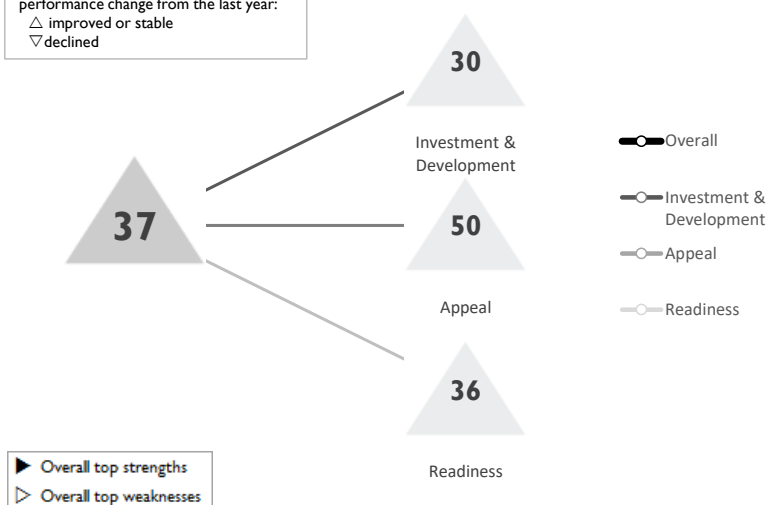 performance change from the last year:
△ improved or stable
▽ declined
30
Investment &
Development
37
50
Appeal
36
Readiness
Overall
Investment &
Development
Appeal
Readiness
▶ Overall top strengths
▷ Overall top weaknesses